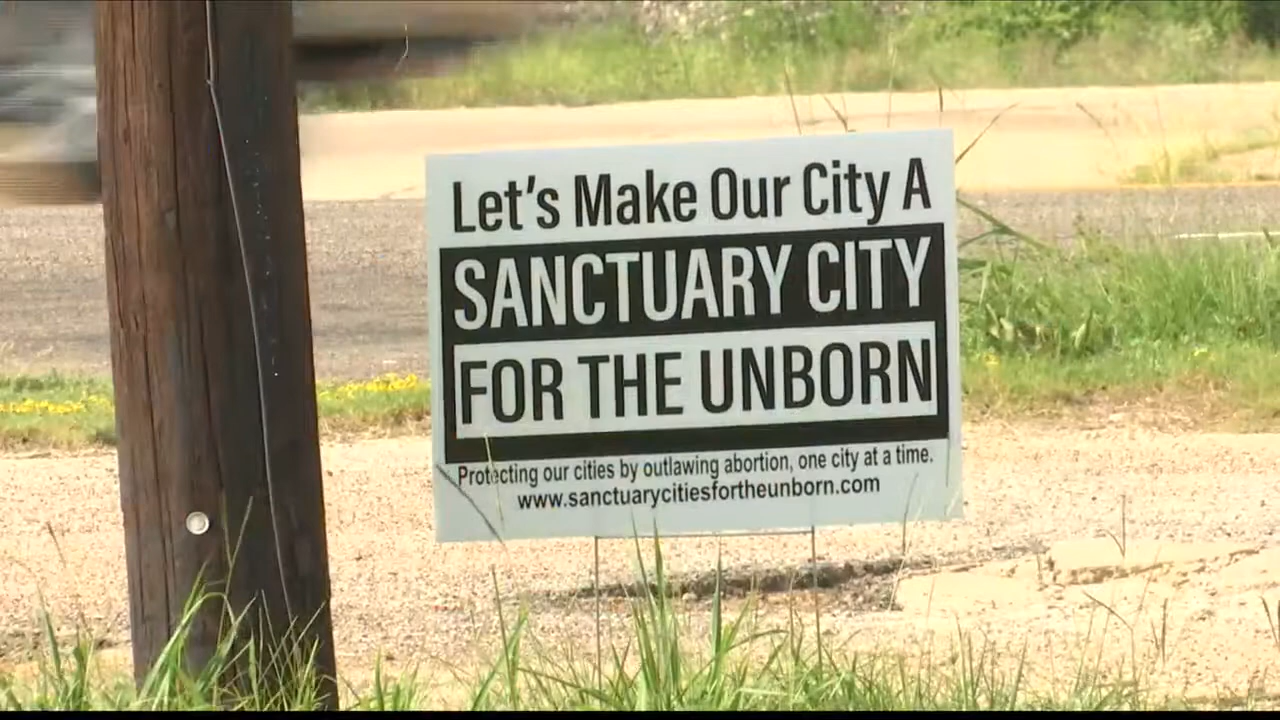 Let's Make Our City A
SANCTUARY CITY
FOR THE UNBORN
Protecting our cities by outlawing abortion, one city at a time.
www.sanctuarycitiesfortheunborn.com